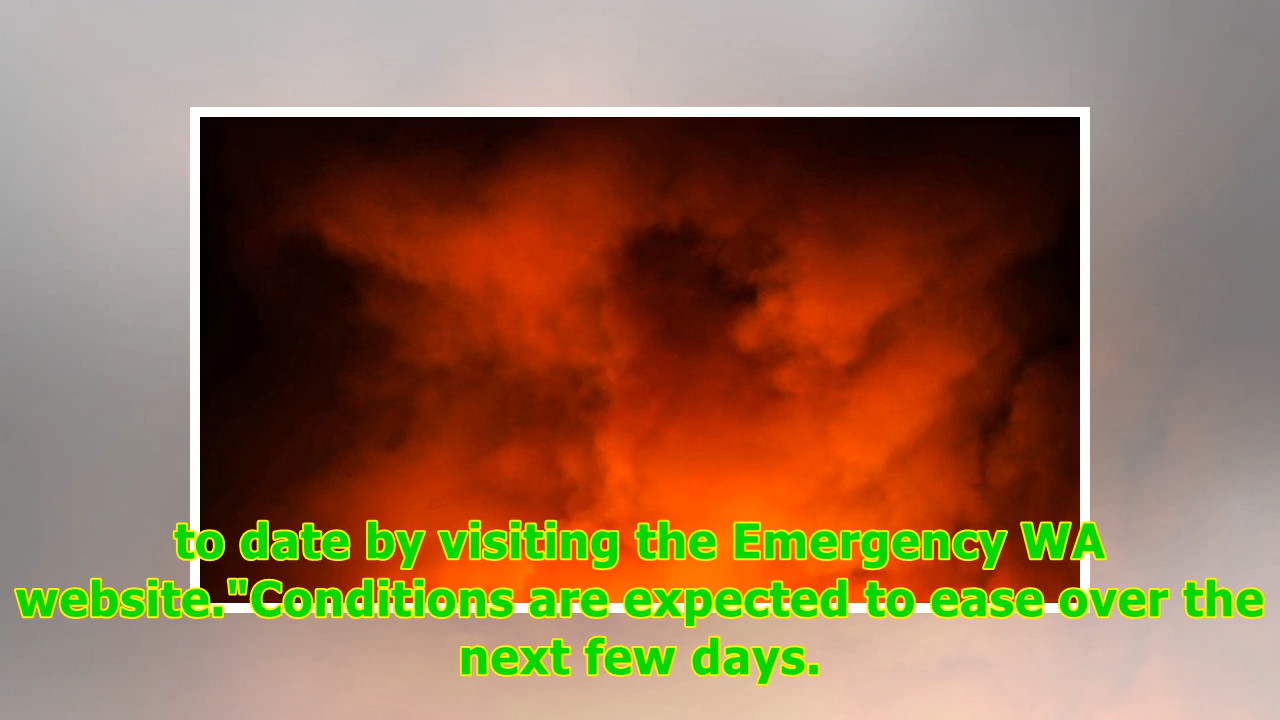 to date by visiting the Emergency WA
website."Conditions are expected to ease over the
next few days.